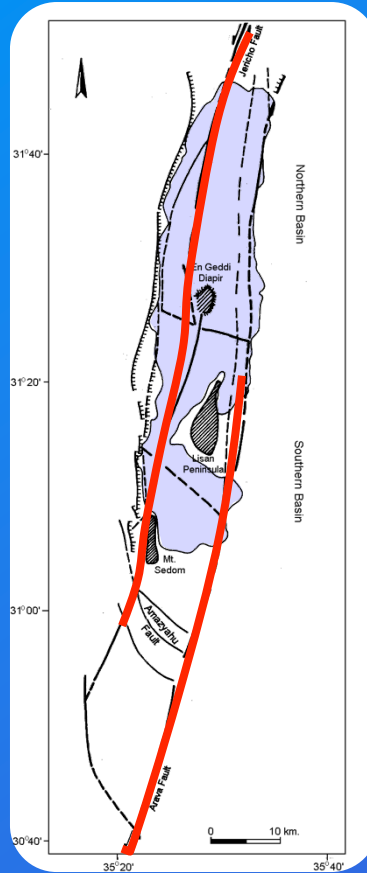 Jericho Fault
31°40'
Northern Basin
En Geddi
Diapir
31°20'
Lisan
Peninsula
Southern Basin
Mt.
Sedom
31°00'
Amazyahu
Fault
Arava Fault
0 10 km.
30°40'
35°20' 35°40'